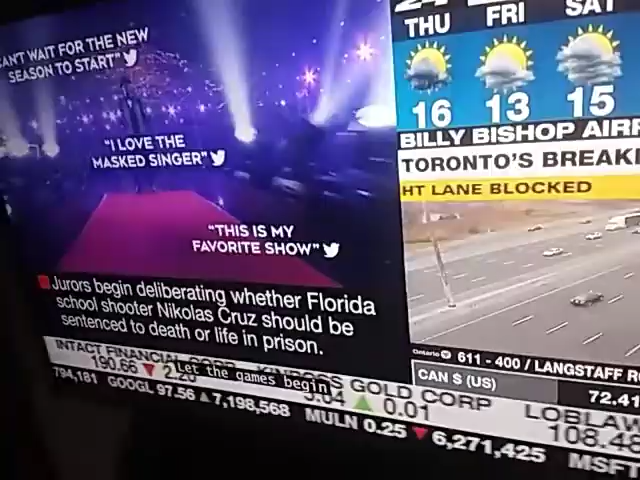 CAN'T WAIT FOR THE NEW
SEASON TO START"
"I LOVE THE
MASKED SINGER"
"THIS IS MY
FAVORITE SHOW"
Jurors begin deliberating whether Florida
school shooter Nikolas Cruz should be
sentenced to death or life in prison.
THU FRI SAT
16 13 15
BILLY BISHOP
TORONTO'S
HT LANE BLOCKED
Ontario 611 - 400 / LANGSTAFF
CAN $ (US)
72.41
INTACT FINANCIAL GOLD CORP LOBLAW
190.66 0.01 108.48
Let the games begin
794,181 GOOGL 97.56 7,198,568 MULN 0.25 6,271,425 MSFT